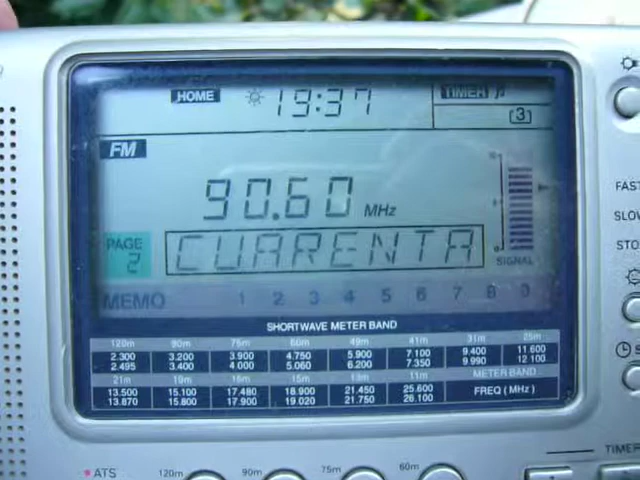 HOME 19:37 TIMER
3
FM
90.60 MHz
PAGE 2 CUARENTA
SIGNAL
MEMO 1 2 3 4 5 6 7 8 9
SHORTWAVE METER BAND
120m 90m 75m 60m 49m 41m 31m 25m
2.300 3.200 3.900 4.750 5.900 7.100 9.400 11.600
2.495 3.400 4.000 5.060 6.200 7.350 9.990 12.100
21m 19m 16m 15m 13m 11m METER BAND
13.500 15.100 17.480 18.900 21.450 25.600 FREQ (MHz)
13.870 15.800 17.900 19.020 21.750 26.100
FAST
SLOW
TIMER
ATS 120m 90m 75m 60m